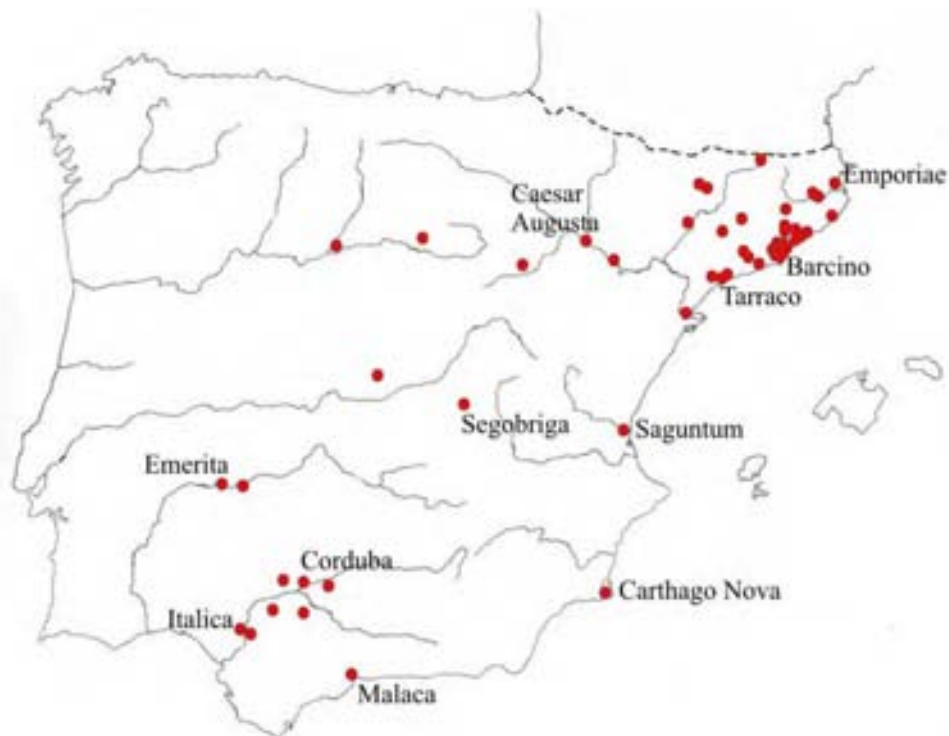 Caesar
Augusta
Emporiae
Barcino
Tarraco
Segobriga
Saguntum
Emerita
Corduba
Italica
Carthago Nova
Malaca